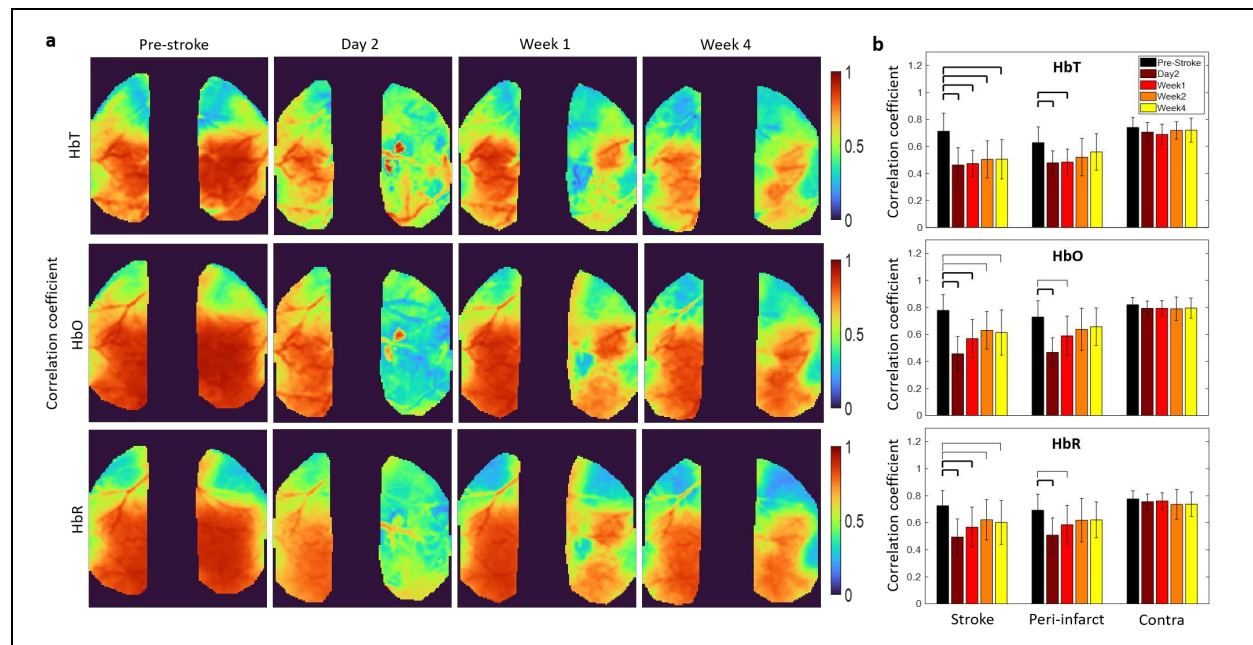 a
Pre-stroke
Day 2
Week 1
Week 4
Correlation coefficient
HbT
1
0.5
0
HbO
1
0.5
0
HbR
1
0.5
0
b
HbT
Pre-Stroke
Day2
Week1
Week2
Week4
Correlation coefficient
1.2
1
0.8
0.6
0.4
0.2
0
HbO
Correlation coefficient
1.2
1
0.8
0.6
0.4
0.2
0
HbR
Correlation coefficient
1.2
1
0.8
0.6
0.4
0.2
0
Stroke
Peri-infarct
Contra